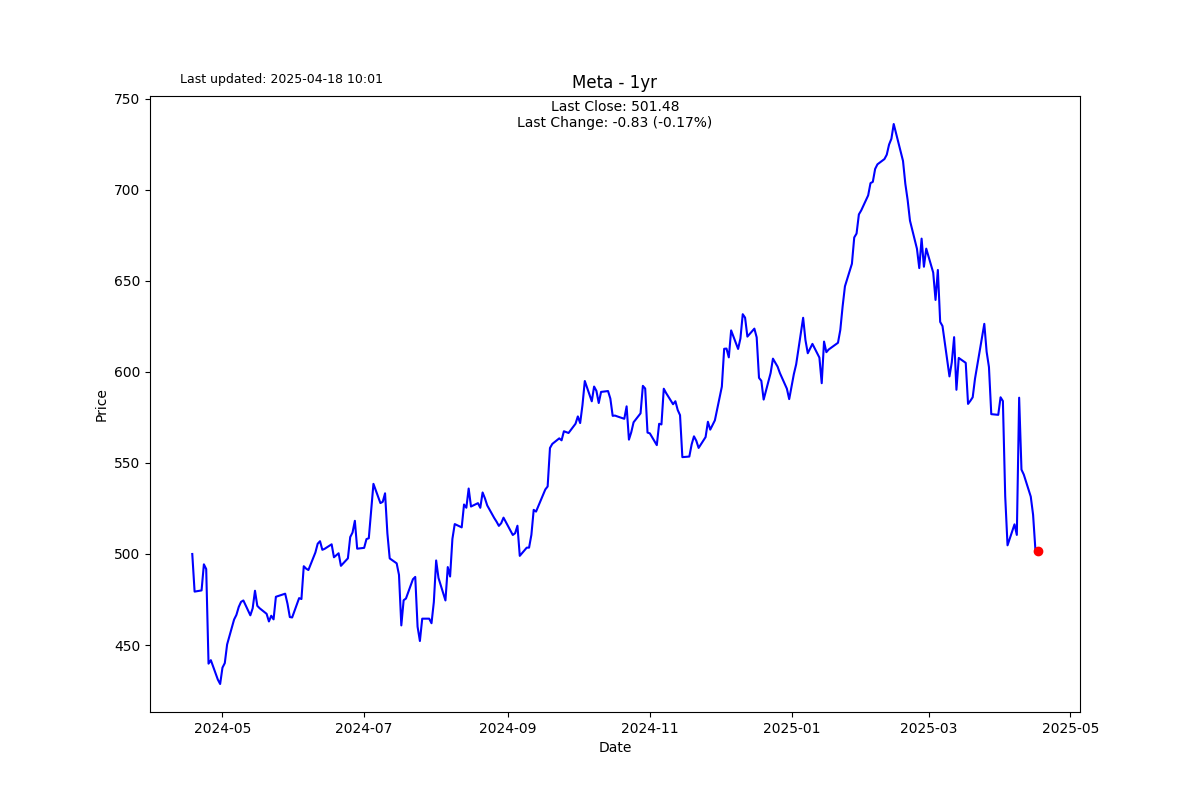 Last updated: 2025-04-18 10:01
Meta - 1yr
Last Close: 501.48
Last Change: -0.83 (-0.17%)
750
700
650
600
550
500
450
Price
2024-05
2024-07
2024-09
2024-11
2025-01
2025-03
2025-05
Date